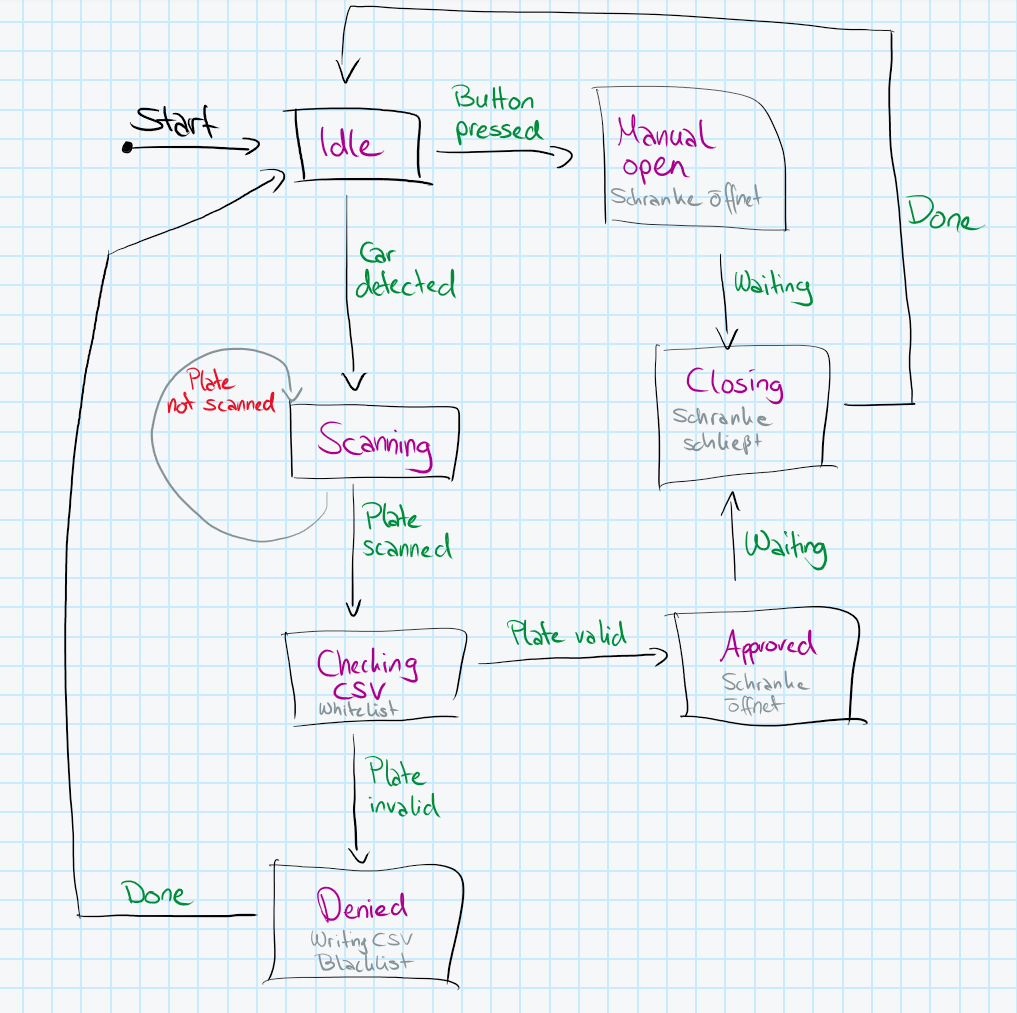 Start
Idle
Button
pressed
Manual
open
Schranke öffnet
Done
Car
detected
Waiting
Plate
not scanned
Closing
Schranke
schließt
Scanning
Plate
scanned
Waiting
Checking
CSV
Whitelist
Plate valid
Approved
Schranke
öffnet
Plate
invalid
Done
Denied
Writng CSV
Blacklist